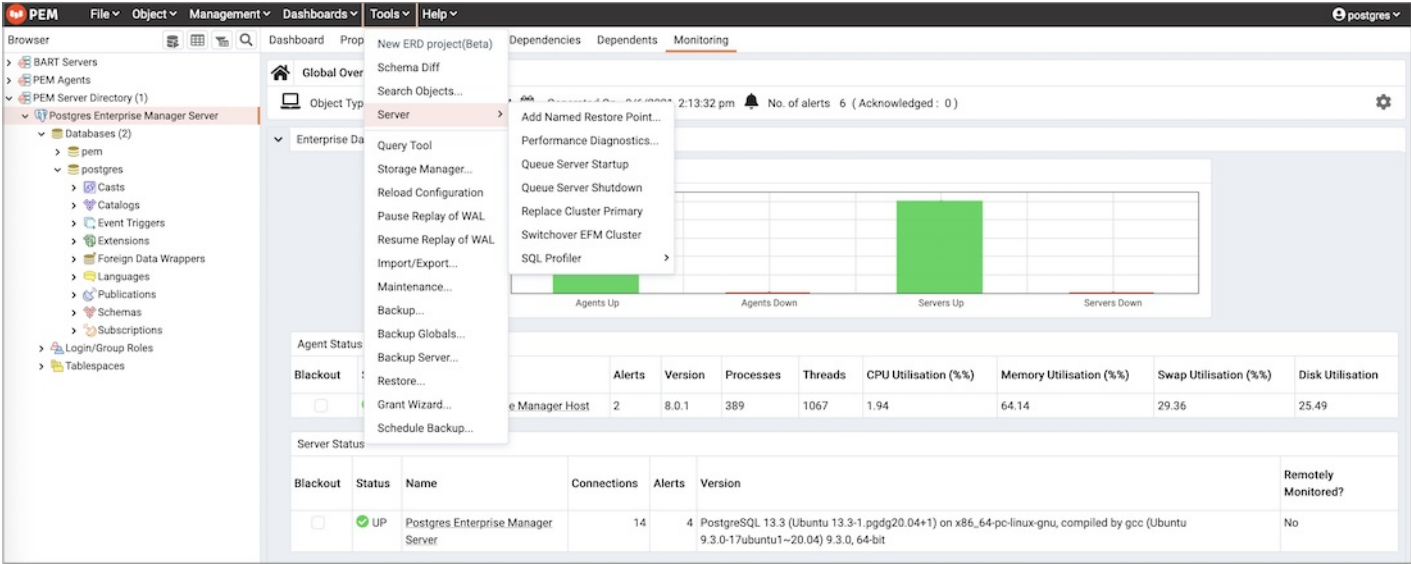 PEM File Object Management Dashboards Tools Help postgres
Browser
BART Servers
PEM Agents
PEM Server Directory (1)
Postgres Enterprise Manager Server
Databases (2)
pem
postgres
Casts
Catalogs
Event Triggers
Extensions
Foreign Data Wrappers
Languages
Publications
Schemas
Subscriptions
Login/Group Roles
Tablespaces
Dashboard Prop Dependencies Dependents Monitoring
Global Over
Object Typ 2:13:32 pm No. of alerts 6 (Acknowledged: 0)
Enterprise Da
New ERD project(Beta)
Schema Diff
Search Objects...
Server
Query Tool
Storage Manager...
Reload Configuration
Pause Replay of WAL
Resume Replay of WAL
Import/Export...
Maintenance...
Backup...
Backup Globals...
Backup Server...
Restore...
Grant Wizard...
Schedule Backup...
Add Named Restore Point...
Performance Diagnostics...
Queue Server Startup
Queue Server Shutdown
Replace Cluster Primary
Switchover EFM Cluster
SQL Profiler
Agents Up Agents Down Servers Up Servers Down
Agent Status
Blackout Alerts Version Processes Threads CPU Utilisation (%%) Memory Utilisation (%%) Swap Utilisation (%%) Disk Utilisation
e Manager Host 2 8.0.1 389 1067 1.94 64.14 29.36 25.49
Server Status
Blackout Status Name Connections Alerts Version Remotely
Monitored?
UP Postgres Enterprise Manager 14 4 PostgreSQL 13.3 (Ubuntu 13.3-1.pgdg20.04+1) on x86_64-pc-linux-gnu, compiled by gcc (Ubuntu No
Server 9.3.0-17ubuntu1~20.04) 9.3.0, 64-bit